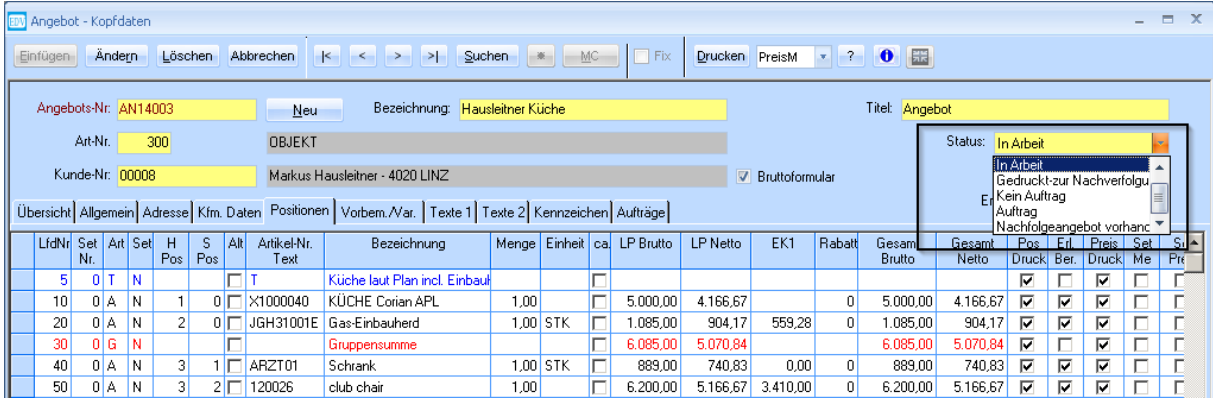 EDV Angebot - Kopfdaten
Einfügen Ändern Löschen Abbrechen |< < > >| Suchen * MC Fix Drucken PreisM ?
Angebots-Nr. AN14003 Neu Bezeichnung: Hausleitner Küche Titel: Angebot
Art-Nr. 300 OBJEKT Status: In Arbeit
Kunde-Nr. 00008 Markus Hausleitner - 4020 LINZ Bruttoformular
In Arbeit
Gedruckt-zur Nachverfolgu
Kein Auftrag
Auftrag
Nachfolgeangebot vorhanc
Übersicht Allgemein Adresse Kfm. Daten Positionen Vorbem./Var. Texte 1 Texte 2 Kennzeichen Aufträge
LfdNr Set Nr. Art Set H Pos S Pos Alt Artikel-Nr. Text Bezeichnung Menge Einheit ca. LP Brutto LP Netto EK1 Rabatt Gesamt Brutto Gesamt Netto Pos Druck Erl. Ber. Preis Druck Set Me
5 0 T N T Küche laut Plan incl. Einbauh
10 0 A N 1 0 X1000040 KÜCHE Corian APL 1,00 5.000,00 4.166,67 0 5.000,00 4.166,67
20 0 A N 2 0 JGH31001E Gas-Einbauherd 1,00 STK 1.085,00 904,17 559,28 0 1.085,00 904,17
30 0 G N Gruppensumme 6.085,00 5.070,84 6.085,00 5.070,84
40 0 A N 3 1 ARZT01 Schrank 1,00 STK 889,00 740,83 0,00 0 889,00 740,83
50 0 A N 3 2 120026 club chair 1,00 6.200,00 5.166,67 3.410,00 0 6.200,00 5.166,67